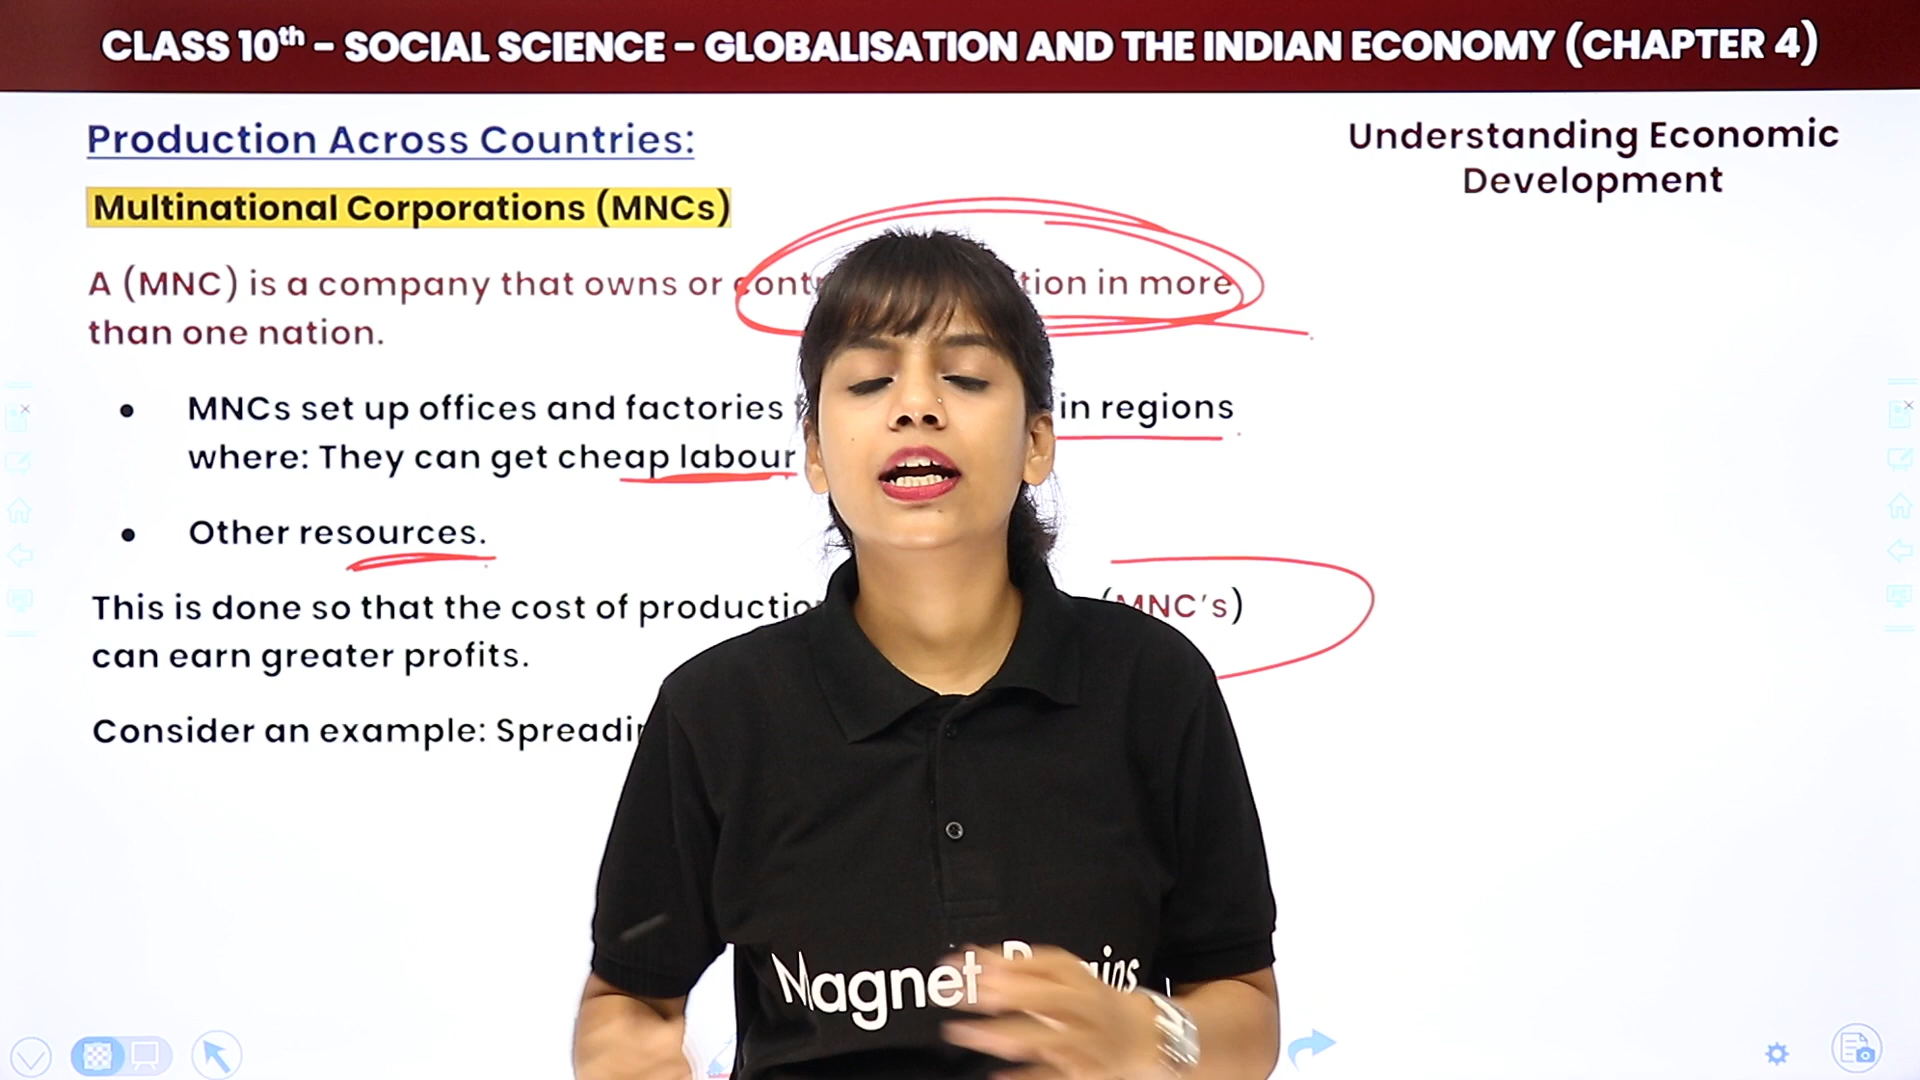 CLASS 10th – SOCIAL SCIENCE – GLOBALISATION AND THE INDIAN ECONOMY (CHAPTER 4)
Production Across Countries:
Understanding Economic
Development
Multinational Corporations (MNCs)
A (MNC) is a company that owns or in more
than one nation.
• MNCs set up offices and factories in regions
where: They can get cheap labour
• Other resources.
This is done so that the cost of production (MNC's)
can earn greater profits.
Consider an example:
Magnet